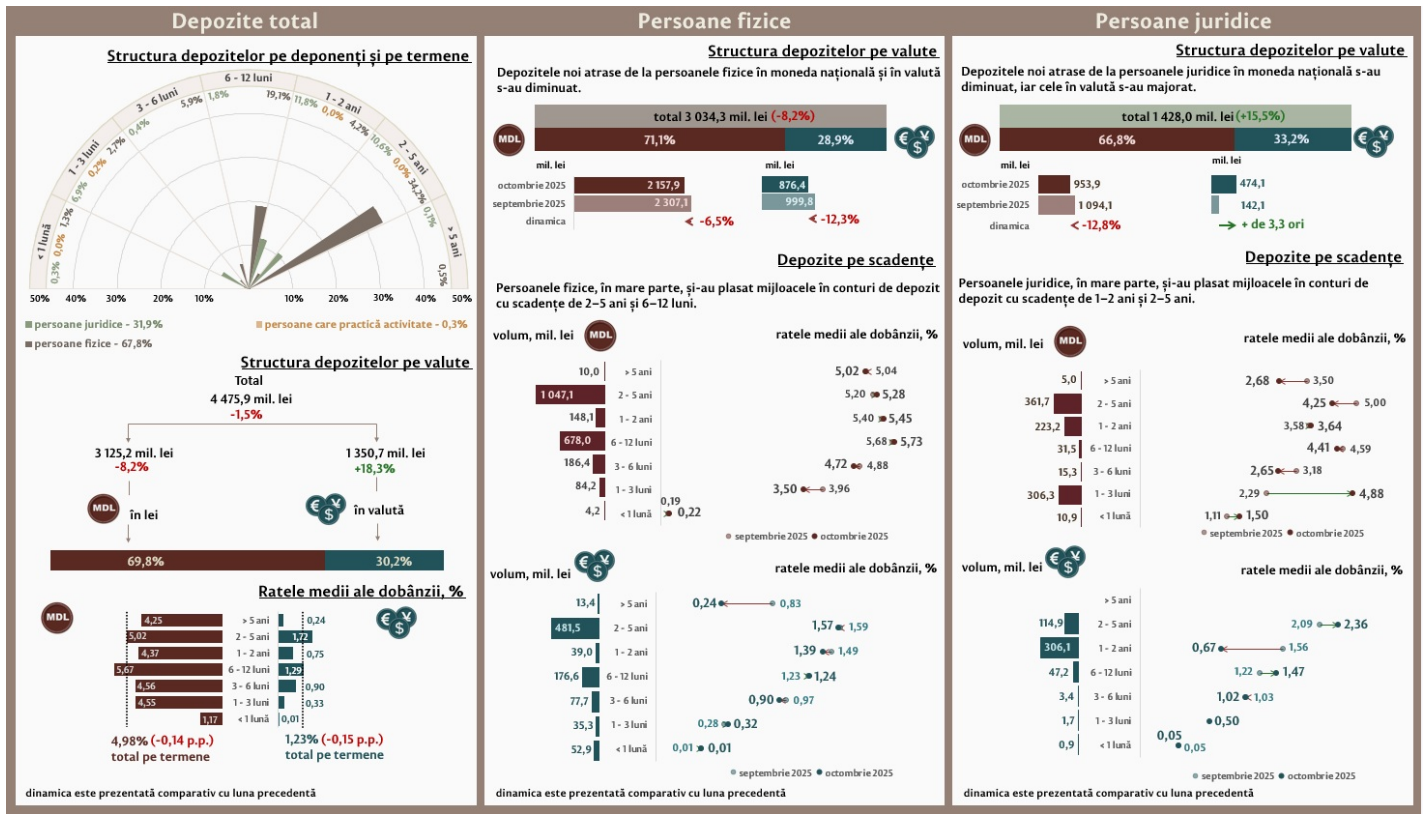 Depozite total
Structura depozitelor pe deponenți și pe termene
< 1 lună
1 - 3 luni
3 - 6 luni
6 - 12 luni
1 - 2 ani
2 - 5 ani
> 5 ani
0,3%
0,0%
1,3%
6,9%
0,2%
2,7%
0,4%
5,9%
1,8%
19,1%
11,8%
0,0%
4,2%
10,6%
0,0%
34,2%
0,1%
0,5%
50% 40% 30% 20% 10% 10% 20% 30% 40% 50%
persoane juridice - 31,9%
persoane care practică activitate - 0,3%
persoane fizice - 67,8%
Structura depozitelor pe valute
Total
4 475,9 mil. lei
-1,5%
3 125,2 mil. lei
-8,2%
1 350,7 mil. lei
+18,3%
MDL
în lei
€ ¥ $
în valută
69,8% 30,2%
Ratele medii ale dobânzii, %
MDL
€ ¥ $
4,25 > 5 ani 0,24
5,02 2 - 5 ani 1,72
4,37 1 - 2 ani 0,75
5,67 6 - 12 luni 1,29
4,56 3 - 6 luni 0,90
4,55 1 - 3 luni 0,33
1,17 < 1 lună 0,01
4,98% (-0,14 p.p.)
total pe termene
1,23% (-0,15 p.p.)
total pe termene
dinamica este prezentată comparativ cu luna precedentă
Persoane fizice
Structura depozitelor pe valute
Depozitele noi atrase de la persoanele fizice în moneda națională și în valută
s-au diminuat.
total 3 034,3 mil. lei (-8,2%)
MDL
71,1% 28,9%
€ ¥ $
mil. lei mil. lei
octombrie 2025 2 157,9 876,4
septembrie 2025 2 307,1 999,8
dinamica -6,5% -12,3%
Depozite pe scadențe
Persoanele fizice, în mare parte, și-au plasat mijloacele în conturi de depozit
cu scadențe de 2–5 ani și 6–12 luni.
volum, mil. lei MDL ratele medii ale dobânzii, %
10,0 > 5 ani 5,02 5,04
1 047,1 2 - 5 ani 5,20 5,28
148,1 1 - 2 ani 5,40 5,45
678,0 6 - 12 luni 5,68 5,73
186,4 3 - 6 luni 4,72 4,88
84,2 1 - 3 luni 3,50 3,96
4,2 < 1 lună 0,19 0,22
septembrie 2025 octombrie 2025
volum, mil. lei € ¥ $ ratele medii ale dobânzii, %
13,4 > 5 ani 0,24 0,83
481,5 2 - 5 ani 1,57 1,59
39,0 1 - 2 ani 1,39 1,49
176,6 6 - 12 luni 1,23 1,24
77,7 3 - 6 luni 0,90 0,97
35,3 1 - 3 luni 0,28 0,32
52,9 < 1 lună 0,01 0,01
septembrie 2025 octombrie 2025
dinamica este prezentată comparativ cu luna precedentă
Persoane juridice
Structura depozitelor pe valute
Depozitele noi atrase de la persoanele juridice în moneda națională s-au
diminuat, iar cele în valută s-au majorat.
total 1 428,0 mil. lei (+15,5%)
MDL
66,8% 33,2%
€ ¥ $
mil. lei mil. lei
octombrie 2025 953,9 474,1
septembrie 2025 1 094,1 142,1
dinamica -12,8% + de 3,3 ori
Depozite pe scadențe
Persoanele juridice, în mare parte, și-au plasat mijloacele în conturi de
depozit cu scadențe de 1–2 ani și 2–5 ani.
volum, mil. lei MDL ratele medii ale dobânzii, %
5,0 > 5 ani 2,68 3,50
361,7 2 - 5 ani 4,25 5,00
223,2 1 - 2 ani 3,58 3,64
31,5 6 - 12 luni 4,41 4,59
15,3 3 - 6 luni 2,65 3,18
306,3 1 - 3 luni 2,29 4,88
10,9 < 1 lună 1,11 1,50
septembrie 2025 octombrie 2025
volum, mil. lei € ¥ $ ratele medii ale dobânzii, %
> 5 ani
114,9 2 - 5 ani 2,09 2,36
306,1 1 - 2 ani 0,67 1,56
47,2 6 - 12 luni 1,22 1,47
3,4 3 - 6 luni 1,02 1,03
1,7 1 - 3 luni 0,50
0,9 < 1 lună 0,05 0,05
septembrie 2025 octombrie 2025
dinamica este prezentată comparativ cu luna precedentă